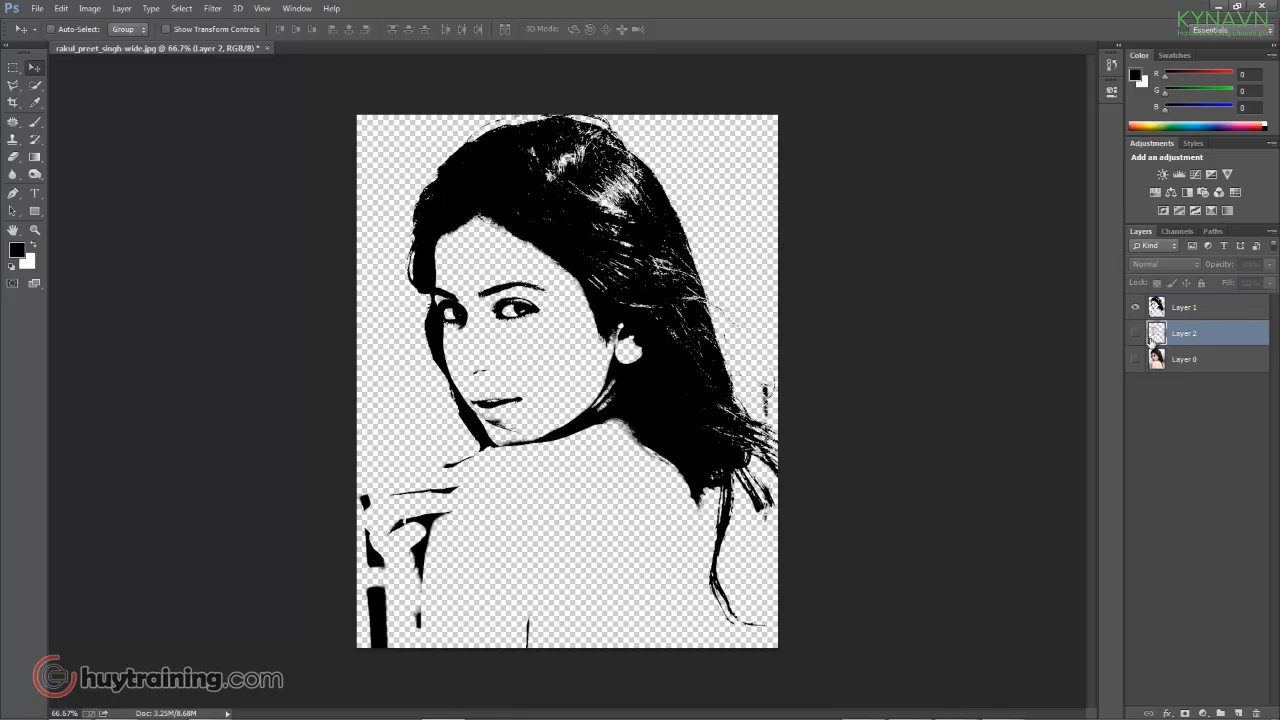 Ps File Edit Image Layer Type Select Filter 3D View Window Help
KYNAVN
Auto-Select: Group Show Transform Controls 3D Mode: Essentials
rakul_preet_singh-wide.jpg @ 66.7% (Layer 2, RGB/8) * ×
Color Swatches
R 0
G 0
B 0
Adjustments Styles
Add an adjustment
Layers Channels Paths
Kind
Normal Opacity:
Lock: Fill:
Layer 1
Layer 2
Layer 0
huytraining.com
66.67% Doc: 3.25M/8.68M